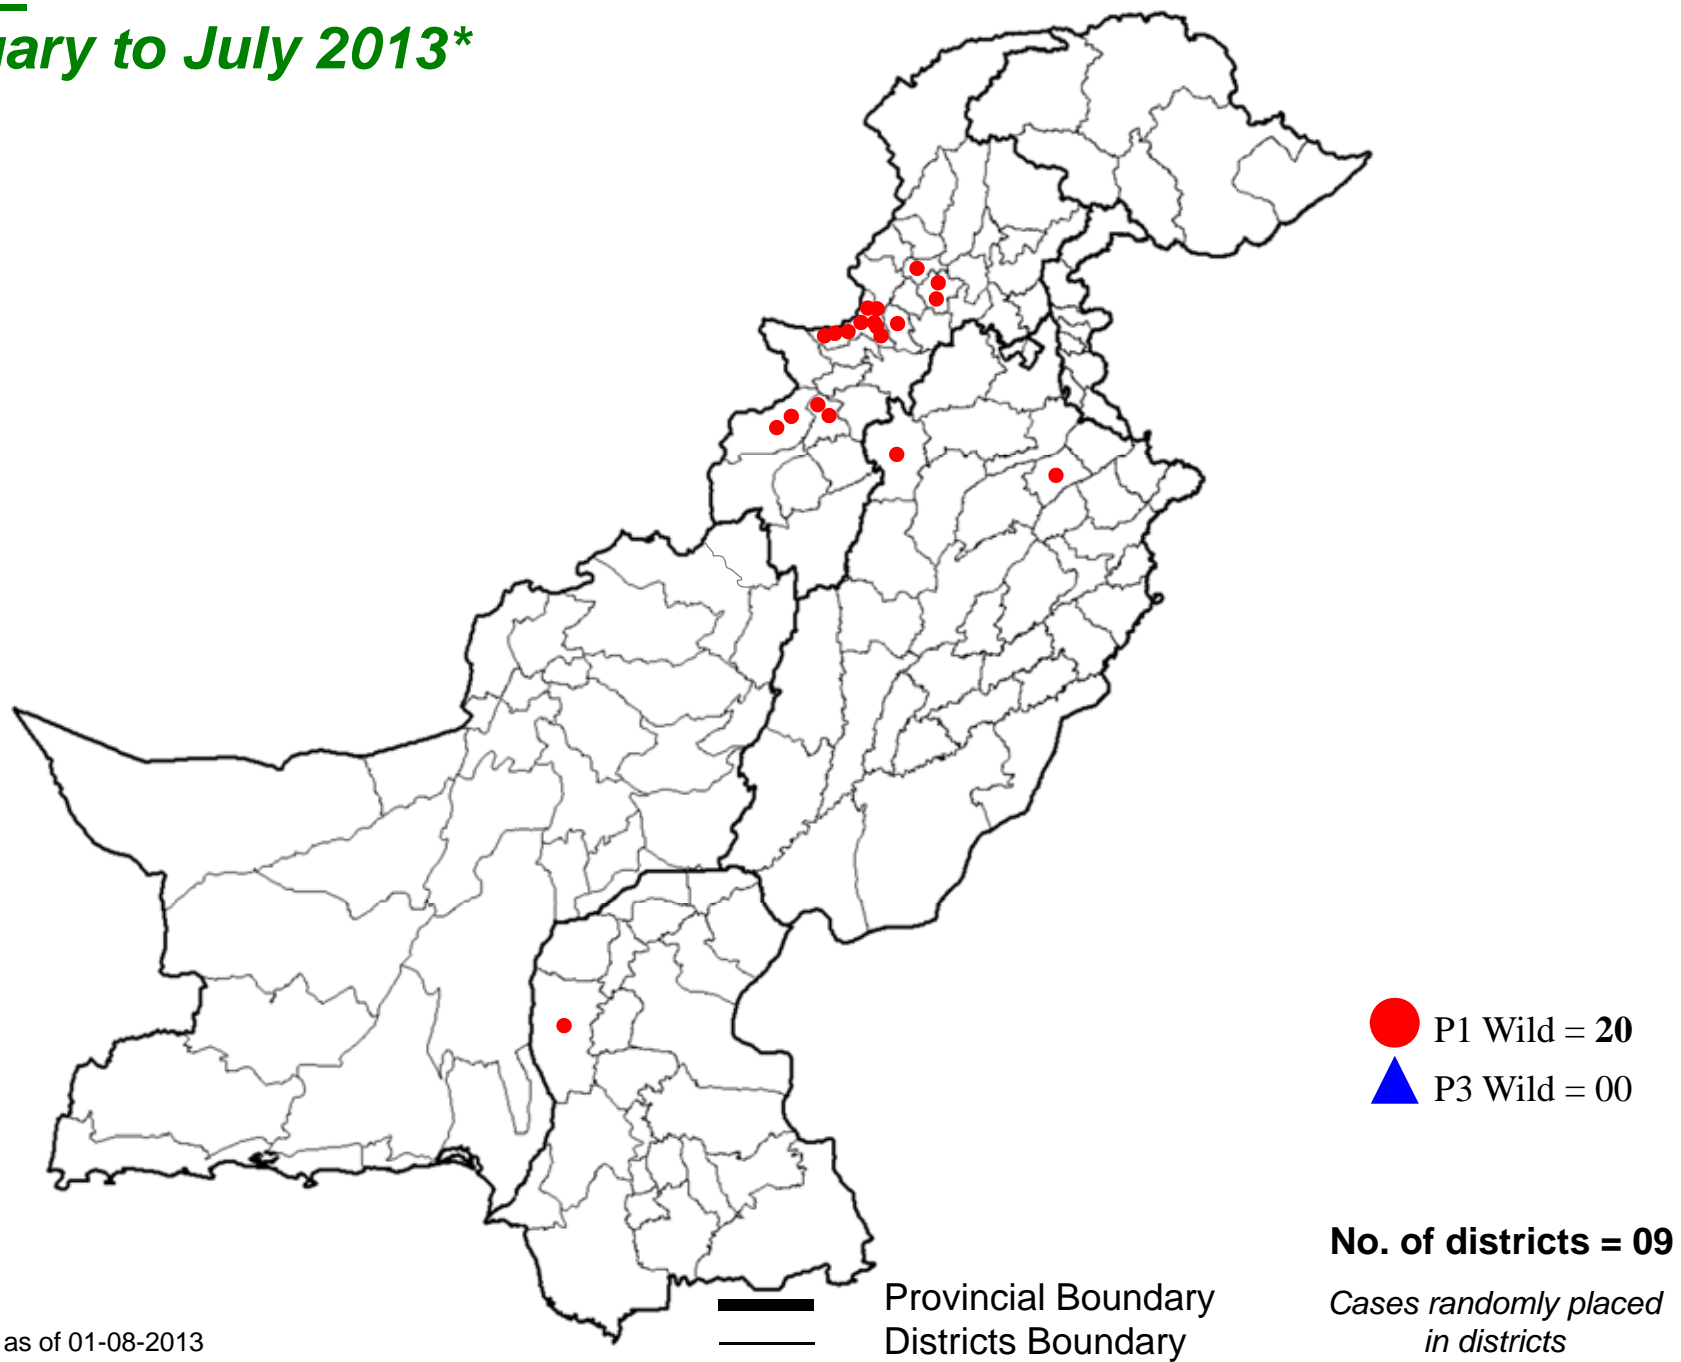 to July 2013*
P1 Wild = 20
P3 Wild = 00
No. of districts = 09
Cases randomly placed
in districts
Provincial Boundary
Districts Boundary
as of 01-08-2013